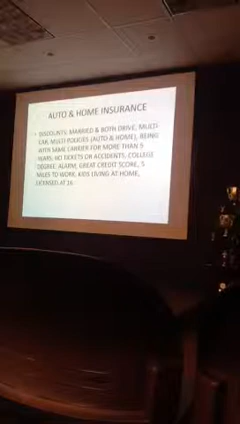 AUTO & HOME INSURANCE
• DISCOUNTS: MARRIED & BOTH DRIVE, MULTI-
CAR, MULTI POLICIES (AUTO & HOME), BEING
WITH SAME CARRIER FOR MORE THAN 5
YEARS, NO TICKETS OR ACCIDENTS, COLLEGE
DEGREE, ALARM, GREAT CREDIT SCORE, 5
MILES TO WORK, KIDS LIVING AT HOME,
LICENSED AT 16.